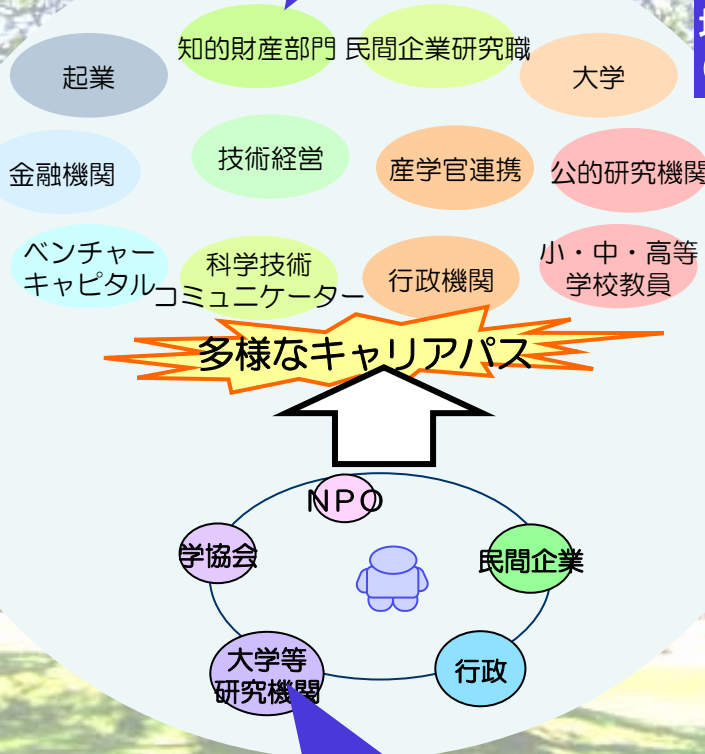 知的財産部門
民間企業研究職
起業
大学
技術経営
産学官連携
金融機関
公的研究機関
ベンチャー
キャピタル
科学技術
コミュニケーター
行政機関
小・中・高等
学校教員
多様なキャリアパス
NPO
学協会
民間企業
大学等
研究機関
行政